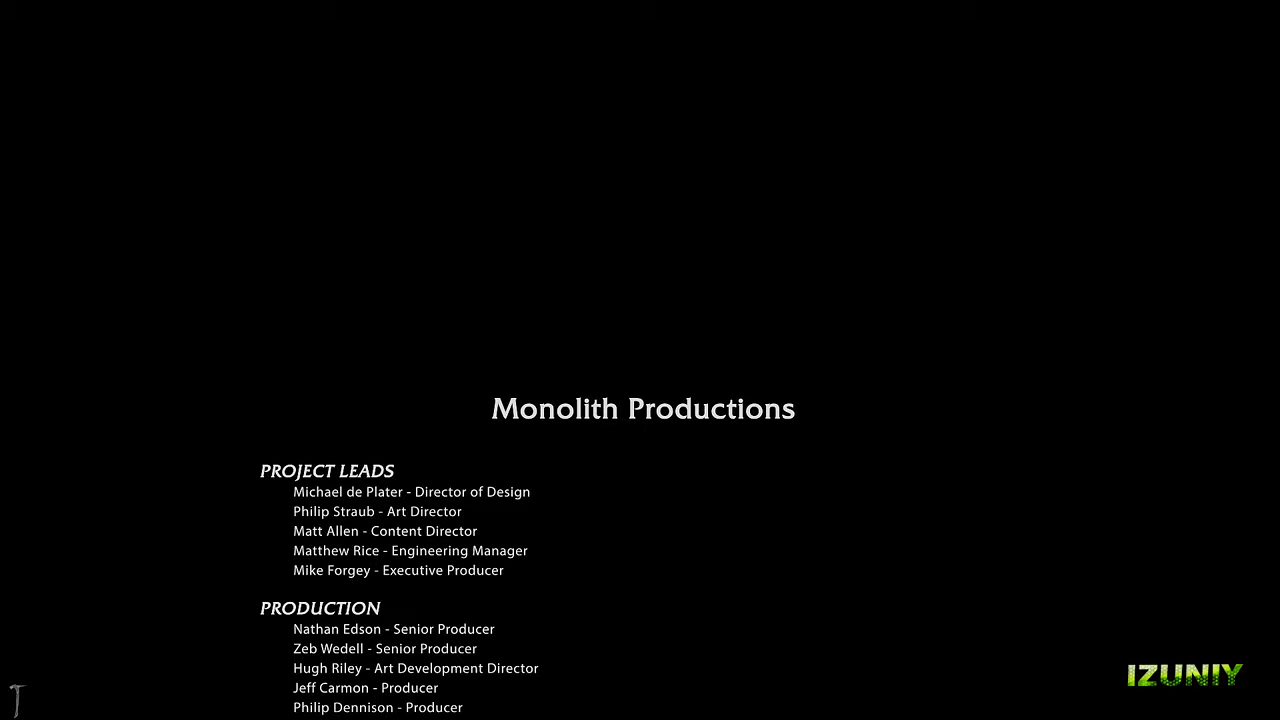 Monolith Productions
PROJECT LEADS
Michael de Plater - Director of Design
Philip Straub - Art Director
Matt Allen - Content Director
Matthew Rice - Engineering Manager
Mike Forgey - Executive Producer
PRODUCTION
Nathan Edson - Senior Producer
Zeb Wedell - Senior Producer
Hugh Riley - Art Development Director
Jeff Carmon - Producer
Philip Dennison - Producer
IZUNIY